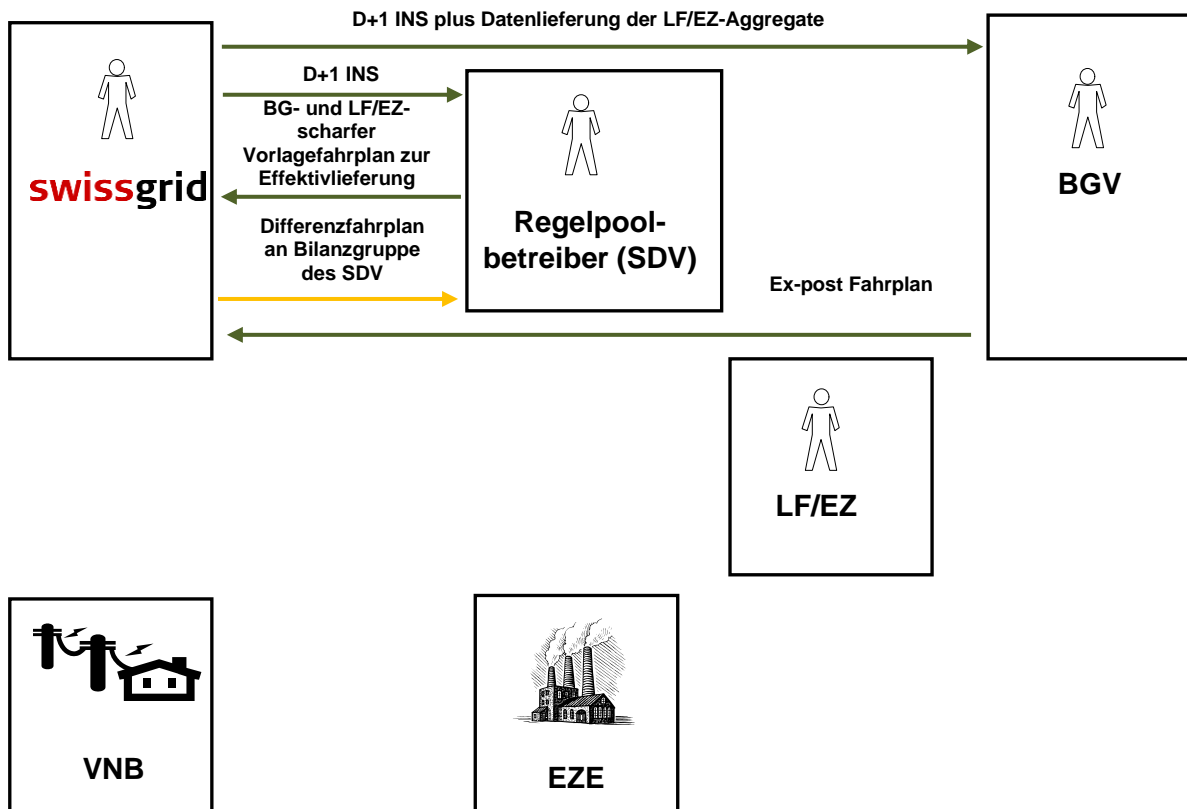 D+1 INS plus Datenlieferung der LF/EZ-Aggregate
D+1 INS
BG- und LF/EZ-
scharfer
Vorlagefahrplan zur
Effektivlieferung
swissgrid
Differenzfahrplan
an Bilanzgruppe
des SDV
Regelpool-
betreiber (SDV)
BGV
Ex-post Fahrplan
LF/EZ
VNB
EZE